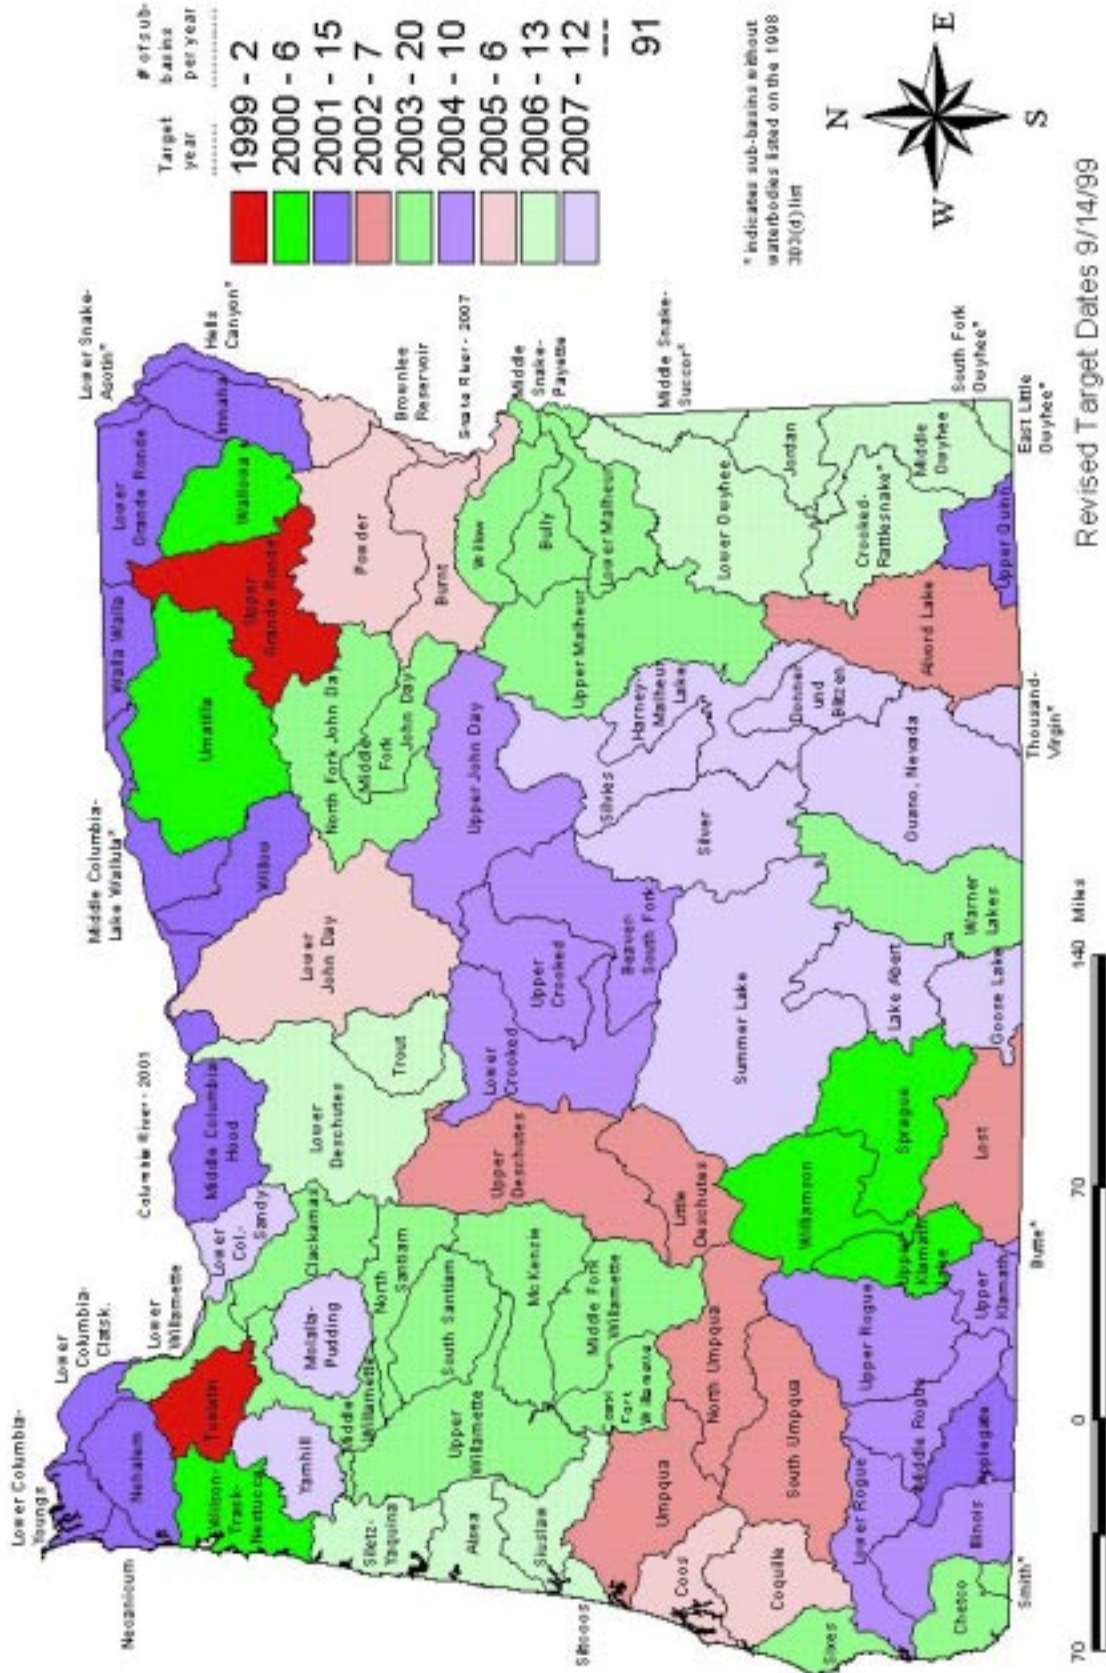 Target
year
# of sub-
basins
per year
1999 - 2
2000 - 6
2001 - 15
2002 - 7
2003 - 20
2004 - 10
2005 - 6
2006 - 13
2007 - 12
---
91
* indicates sub-basins without
waterbodies listed on the 1998
303(d) list
N
W
E
S
Revised Target Dates 9/14/99
Lower Columbia-
Youngs
Lower
Columbia-
Clatsk.
Necanicum
Nehalem
Lower
Willamette
Tualatin
Wilson-
Trask-
Nestucca
Yamhill
Molalla-
Pudding
Middle
Willamette
Clackamas
Lower
Col.-
Sandy
Columbia River - 2001
Middle Columbia
Hood
Lower
Deschutes
Trout
Lower
John Day
Middle Columbia-
Lake Wallula*
Willow
Umatilla
Walla Walla
Lower
Grande Ronde
Lower Snake-
Asotin*
Hells
Canyon*
Imnaha
Wallowa
Upper
Grande Ronde
North Fork John Day
Middle
Fork
John Day
Upper John Day
Powder
Burnt
Brownlee
Reservoir
Snake River - 2007
Middle
Snake-
Payette
Middle Snake-
Succor*
Willow
Bully
Lower Malheur
Upper Malheur
Siletz-
Yaquina
Alsea
Siuslaw
Siltcoos
Upper
Willamette
North
Santiam
South Santiam
McKenzie
Middle Fork
Willamette
Fork
Willamette
Upper
Deschutes
Little
Deschutes
Lower
Crooked
Upper
Crooked
Beaver-
South Fork
Silvies
Silver
Harney-
Malheur
Lake
Donner
und
Blitzen
Lower Owyhee
Jordan
Crooked-
Rattlesnake*
Middle
Owyhee
South Fork
Owyhee*
East Little
Owyhee*
Upper Quinn
Alvord Lake
Thousand-
Virgin*
Guano, Nevada
Warner
Lakes
Summer Lake
Lake Abert
Goose Lake
Sprague
Williamson
Lost
Upper
Klamath
Lake
Butte*
Upper
Klamath
Upper Rogue
Middle Rogue
Applegate
Illinois
Lower Rogue
North Umpqua
South Umpqua
Umpqua
Coos
Coquille
Sixes
Chetco
Smith*
70
0
70
140
Miles